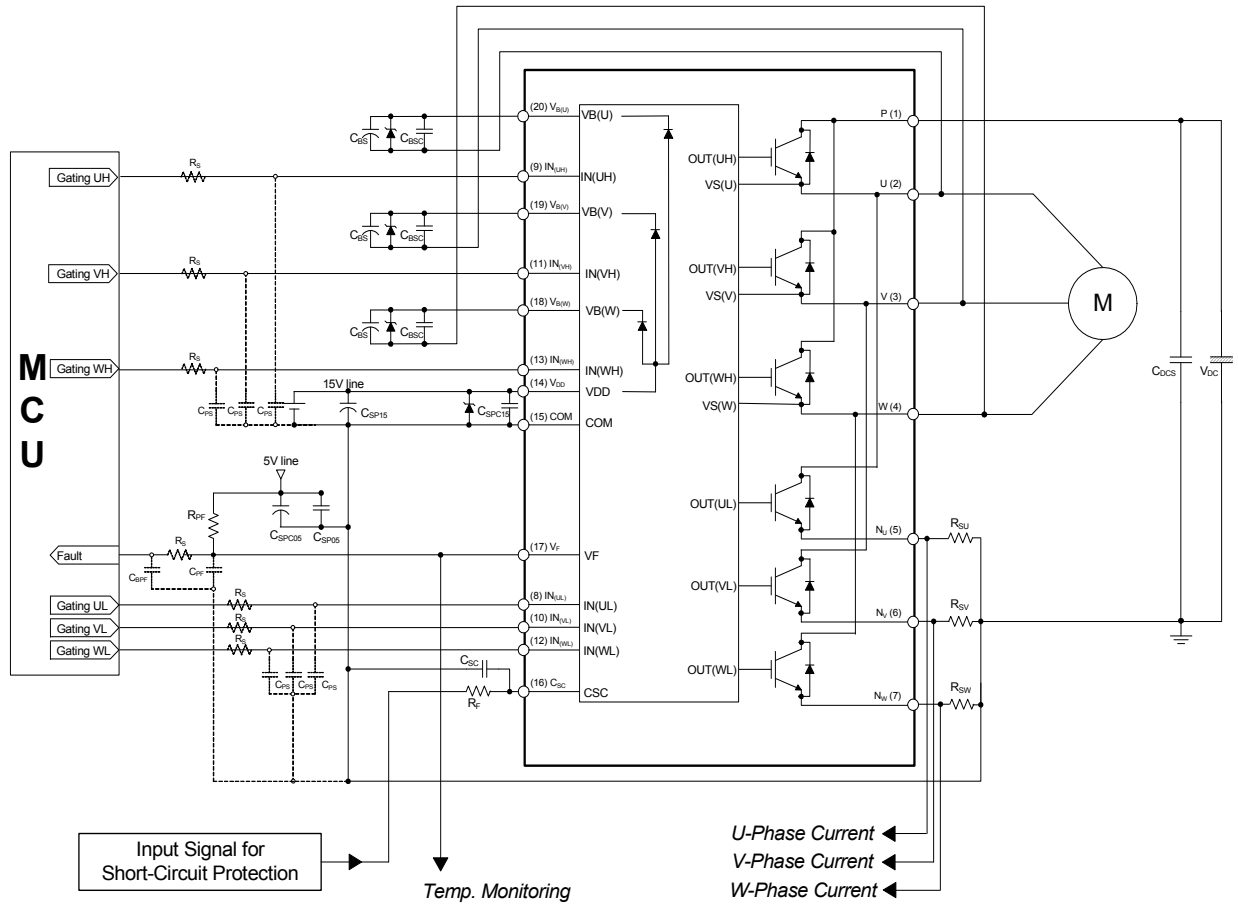 (20) VB(U)
VB(U)
P (1)
CBS
CBSC
RS
OUT(UH)
Gating UH
(9) IN(UH)
IN(UH)
VS(U)
U (2)
(19) VB(V)
VB(V)
CBS
CBSC
RS
OUT(VH)
Gating VH
(11) IN(VH)
IN(VH)
VS(V)
V (3)
M
(18) VB(W)
VB(W)
CBS
CBSC
MCU
RS
Gating WH
(13) IN(WH)
IN(WH)
OUT(WH)
CDCS
VDC
15V line
(14) VDD
VDD
CPS
CPS
CPS
CSP15
CSPC15
VS(W)
W (4)
(15) COM
COM
5V line
RPF
CSPC05
CSP05
OUT(UL)
RS
NU (5)
RSU
Fault
(17) VF
VF
CBPF
CPF
RS
OUT(VL)
Gating UL
(8) IN(UL)
IN(UL)
RS
NV (6)
RSV
Gating VL
(10) IN(VL)
IN(VL)
RS
Gating WL
(12) IN(WL)
IN(WL)
CSC
OUT(WL)
CPS
CPS
CPS
(16) CSC
CSC
RF
NW (7)
RSW
Input Signal for
Short-Circuit Protection
Temp. Monitoring
U-Phase Current
V-Phase Current
W-Phase Current